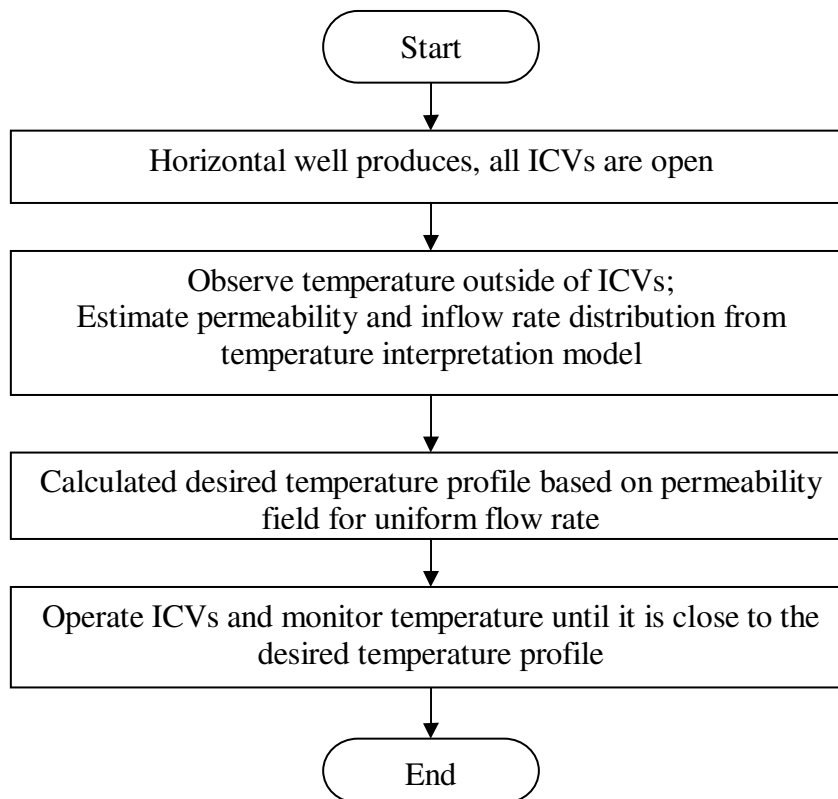 Start
Horizontal well produces, all ICVs are open
Observe temperature outside of ICVs;
Estimate permeability and inflow rate distribution from
temperature interpretation model
Calculated desired temperature profile based on permeability
field for uniform flow rate
Operate ICVs and monitor temperature until it is close to the
desired temperature profile
End